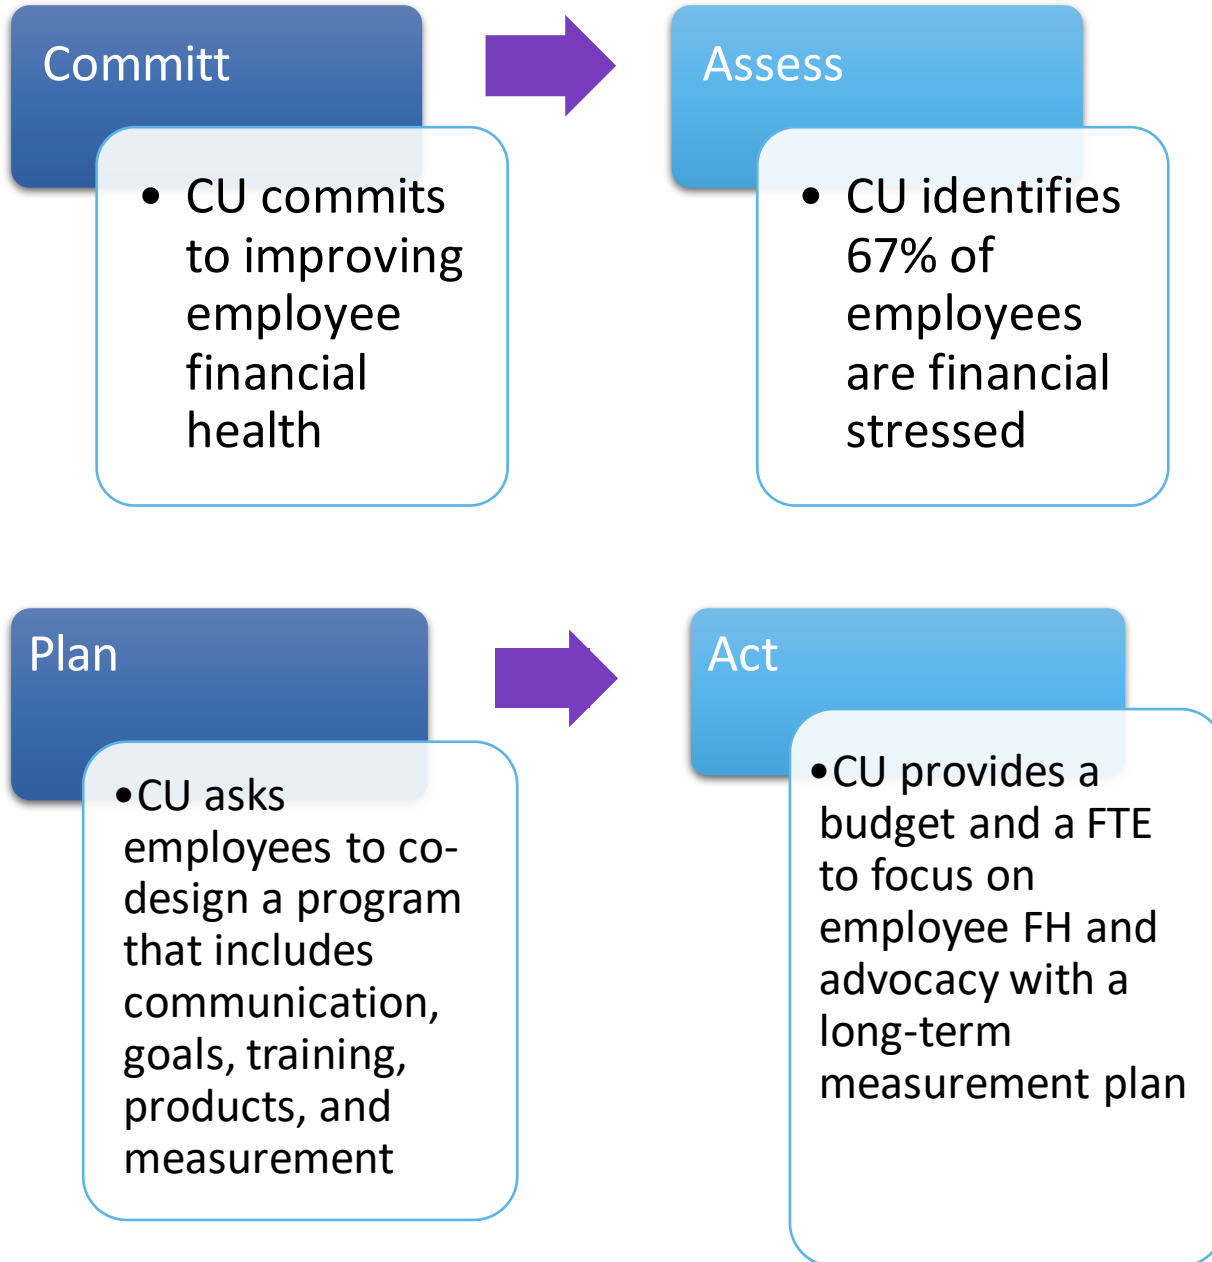 Committ
• CU commits
to improving
employee
financial
health
Assess
• CU identifies
67% of
employees
are financial
stressed
Plan
•CU asks
employees to co-
design a program
that includes
communication,
goals, training,
products, and
measurement
Act
•CU provides a
budget and a FTE
to focus on
employee FH and
advocacy with a
long-term
measurement plan